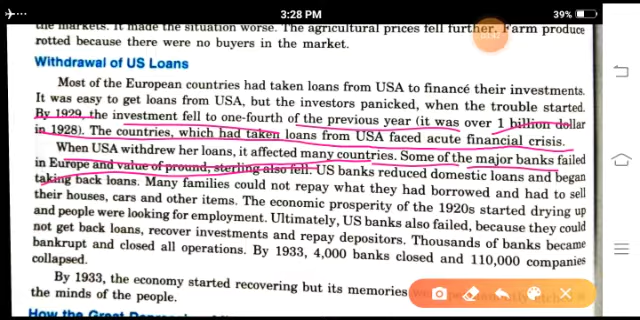 3:28 PM
39%
the markets. It made the situation worse. The agricultural prices fell further. Farm produce
rotted because there were no buyers in the market.
Withdrawal of US Loans
Most of the European countries had taken loans from USA to financé their investments.
It was easy to get loans from USA, but the investors panicked, when the trouble started.
By 1929, the investment fell to one-fourth of the previous year (it was over 1 billion dollar
in 1928). The countries, which had taken loans from USA faced acute financial crisis.
When USA withdrew her loans, it affected many countries. Some of the major banks failed
in Europe and value of pround, sterling also fell. US banks reduced domestic loans and began
taking back loans. Many families could not repay what they had borrowed and had to sell
their houses, cars and other items. The economic prosperity of the 1920s started drying up
and people were looking for employment. Ultimately, US banks also failed, because they could
not get back loans, recover investments and repay depositors. Thousands of banks became
bankrupt and closed all operations. By 1933, 4,000 banks closed and 110,000 companies
collapsed.
By 1933, the economy started recovering but its memories
the minds of the people.
How the Great